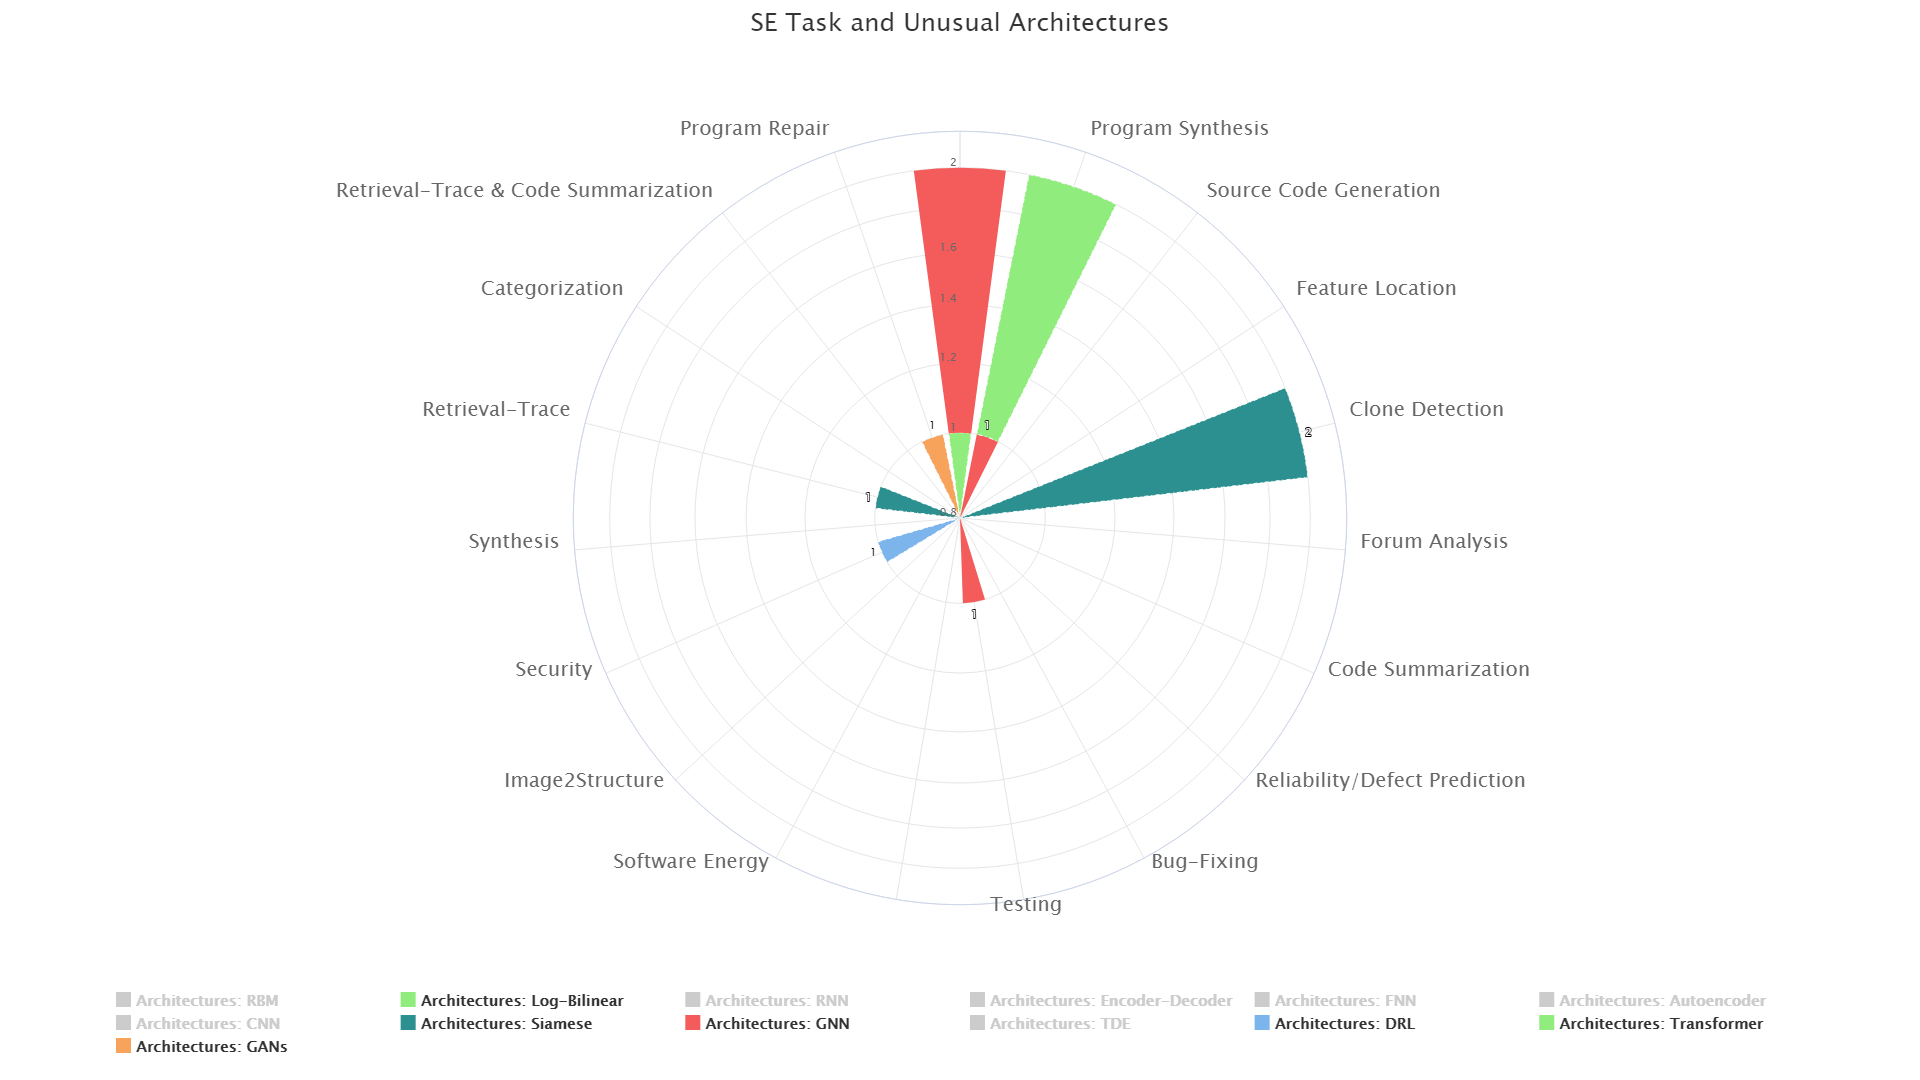 SE Task and Unusual Architectures
Program Repair
Program Synthesis
Retrieval-Trace & Code Summarization
Source Code Generation
Categorization
Feature Location
Retrieval-Trace
Clone Detection
Synthesis
Forum Analysis
Security
Code Summarization
Image2Structure
Reliability/Defect Prediction
Software Energy
Bug-Fixing
Testing
2
1.6
1.4
1.2
1
0.8
1
1
2
1
1
1
Architectures: RBM
Architectures: Log-Bilinear
Architectures: RNN
Architectures: Encoder-Decoder
Architectures: FNN
Architectures: Autoencoder
Architectures: CNN
Architectures: Siamese
Architectures: GNN
Architectures: TDE
Architectures: DRL
Architectures: Transformer
Architectures: GANs